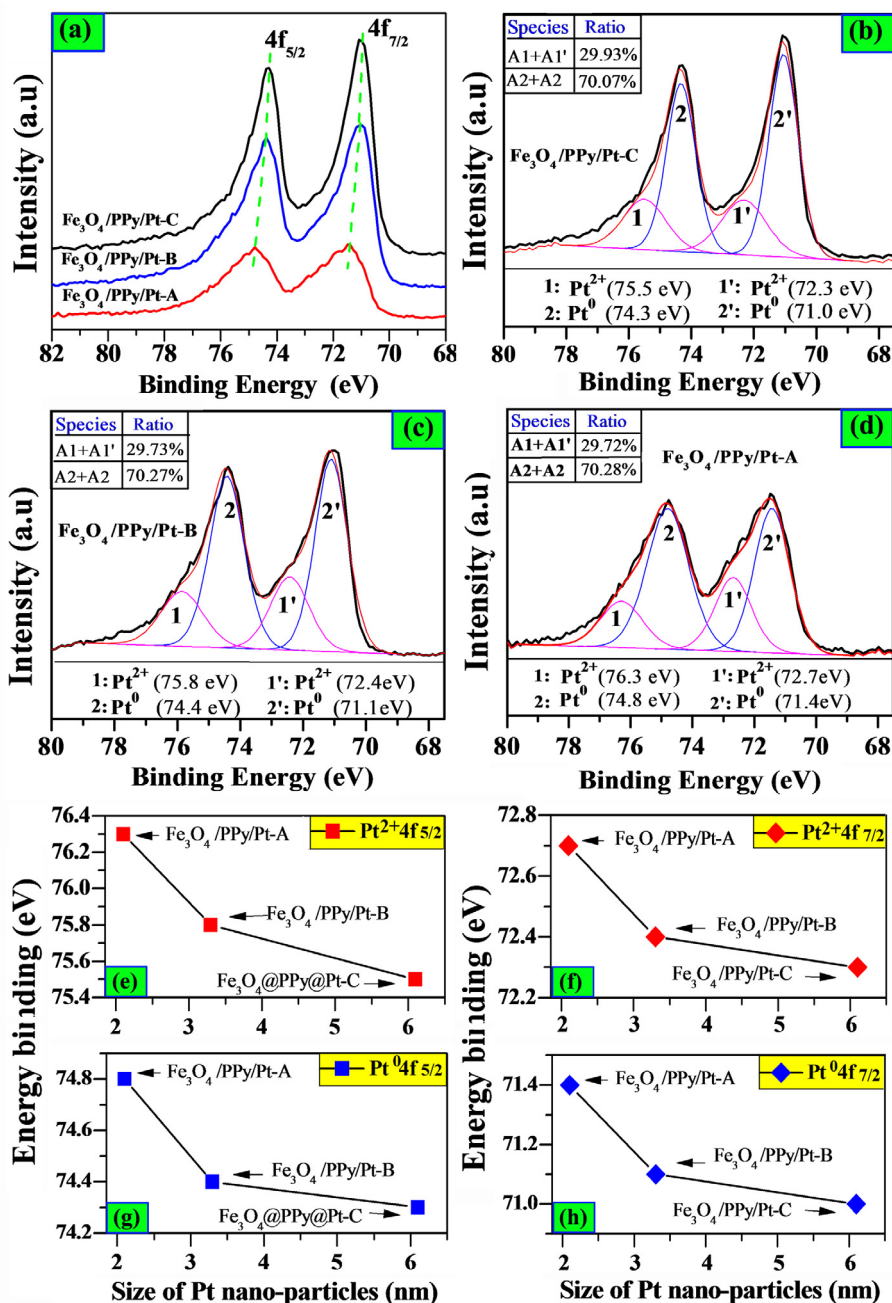 (a)
4f5/2
4f7/2
Fe3O4/PPy/Pt-C
Fe3O4/PPy/Pt-B
Fe3O4/PPy/Pt-A
Intensity (a.u)
82 80 78 76 74 72 70 68
Binding Energy (eV)
(b)
Species Ratio
A1+A1' 29.93%
A2+A2 70.07%
Fe3O4/PPy/Pt-C
1 2 1' 2'
1: Pt2+ (75.5 eV) 1': Pt2+ (72.3 eV)
2: Pt0 (74.3 eV) 2': Pt0 (71.0 eV)
Intensity (a.u)
80 78 76 74 72 70 68
Binding Energy (eV)
(c)
Species Ratio
A1+A1' 29.73%
A2+A2 70.27%
Fe3O4/PPy/Pt-B
1 2 1' 2'
1: Pt2+ (75.8 eV) 1': Pt2+ (72.4eV)
2: Pt0 (74.4 eV) 2': Pt0 (71.1eV)
Intensity (a.u)
80 78 76 74 72 70 68
Binding Energy (eV)
(d)
Species Ratio
A1+A1' 29.72%
A2+A2 70.28%
Fe3O4/PPy/Pt-A
1 2 1' 2'
1: Pt2+ (76.3 eV) 1': Pt2+ (72.7eV)
2: Pt0 (74.8 eV) 2': Pt0 (71.4eV)
Intensity (a.u)
80 78 76 74 72 70 68
Binding Energy (eV)
Energy binding (eV)
76.4
76.0
75.8
75.6
75.4
Pt2+4f 5/2
Fe3O4/PPy/Pt-A
Fe3O4/PPy/Pt-B
Fe3O4@PPy@Pt-C
(e)
2 3 4 5 6
Energy binding (eV)
72.8
72.6
72.4
72.2
Pt2+4f 7/2
Fe3O4/PPy/Pt-A
Fe3O4/PPy/Pt-B
Fe3O4/PPy/Pt-C
(f)
2 3 4 5 6
74.8
74.6
74.4
74.2
Pt04f 5/2
Fe3O4/PPy/Pt-A
Fe3O4/PPy/Pt-B
Fe3O4@PPy@Pt-C
(g)
2 3 4 5 6
Size of Pt nano-particles (nm)
71.4
71.2
71.0
Pt04f 7/2
Fe3O4/PPy/Pt-A
Fe3O4/PPy/Pt-B
Fe3O4/PPy/Pt-C
(h)
2 3 4 5 6
Size of Pt nano-particles (nm)